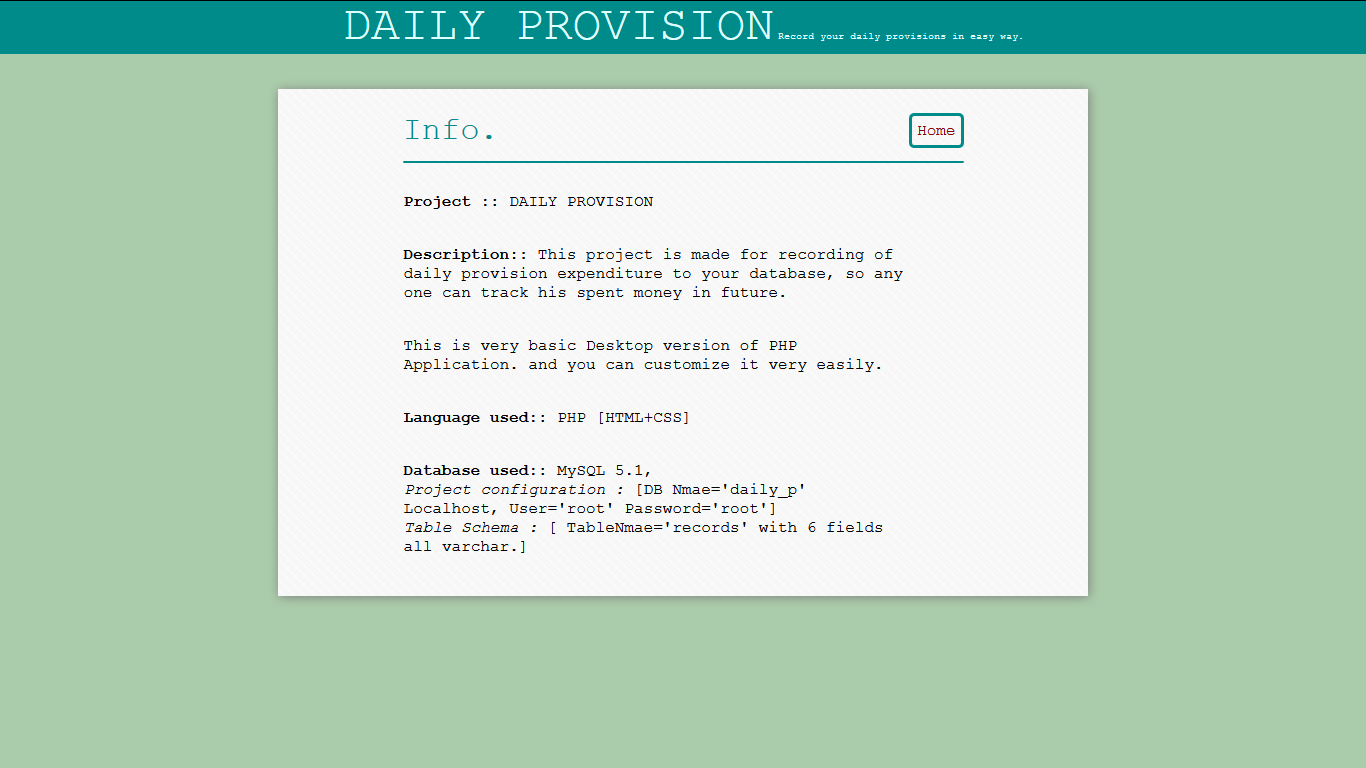 DAILY PROVISION Record your daily provisions in easy way.
Info.
Home
Project :: DAILY PROVISION
Description:: This project is made for recording of
daily provision expenditure to your database, so any
one can track his spent money in future.
This is very basic Desktop version of PHP
Application. and you can customize it very easily.
Language used:: PHP [HTML+CSS]
Database used:: MySQL 5.1,
Project configuration : [DB Nmae='daily_p'
Localhost, User='root' Password='root']
Table Schema : [ TableNmae='records' with 6 fields
all varchar.]